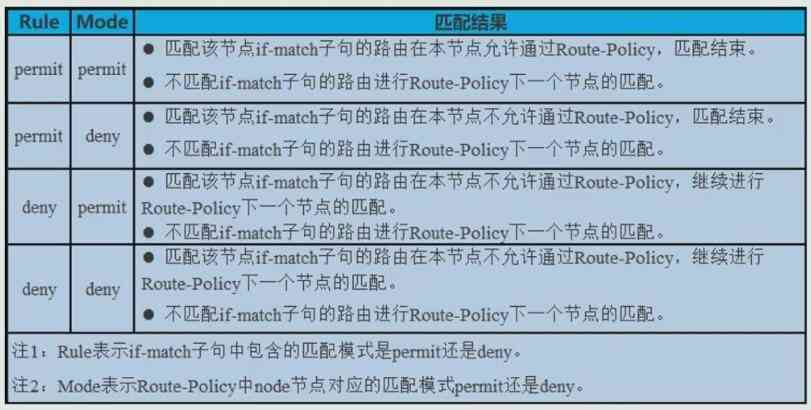 Rule Mode 匹配结果
permit permit ● 匹配该节点if-match子句的路由在本节点允许通过Route-Policy，匹配结束。
● 不匹配if-match子句的路由进行Route-Policy下一个节点的匹配。
permit deny ● 匹配该节点if-match子句的路由在本节点不允许通过Route-Policy，匹配结束。
● 不匹配if-match子句的路由进行Route-Policy下一个节点的匹配。
deny permit ● 匹配该节点if-match子句的路由在本节点不允许通过Route-Policy，继续进行
Route-Policy下一个节点的匹配。
● 不匹配if-match子句的路由进行Route-Policy下一个节点的匹配。
deny deny ● 匹配该节点if-match子句的路由在本节点不允许通过Route-Policy，继续进行
Route-Policy下一个节点的匹配。
● 不匹配if-match子句的路由进行Route-Policy下一个节点的匹配。
注1：Rule表示if-match子句中包含的匹配模式是permit还是deny。
注2：Mode表示Route-Policy中node节点对应的匹配模式permit还是deny。